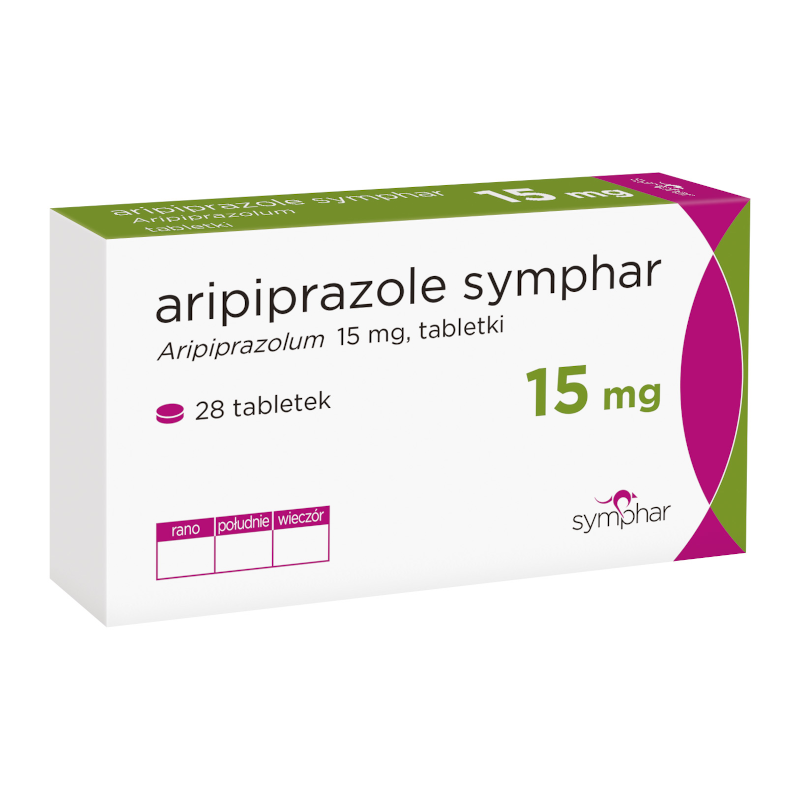 aripiprazole symphar 15 mg
Aripiprazolum
tabletki
symphar
aripiprazole symphar
Aripiprazolum 15 mg, tabletki
28 tabletek
15 mg
rano południe wieczór
symphar